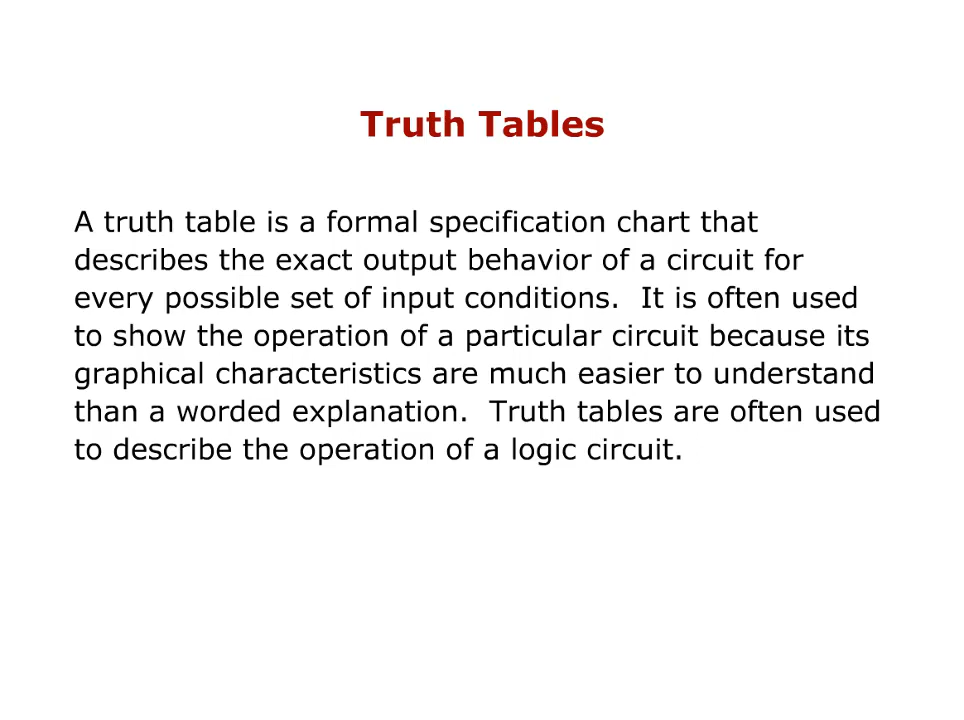 Truth Tables
A truth table is a formal specification chart that
describes the exact output behavior of a circuit for
every possible set of input conditions.  It is often used
to show the operation of a particular circuit because its
graphical characteristics are much easier to understand
than a worded explanation.  Truth tables are often used
to describe the operation of a logic circuit.